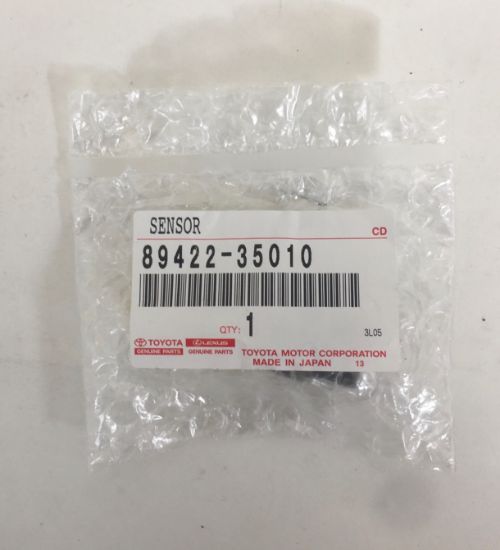 SENSOR
CD
89422-35010
QTY: 1
3L05
TOYOTA LEXUS
GENUINE PARTS GENUINE PARTS
TOYOTA MOTOR CORPORATION
MADE IN JAPAN 13